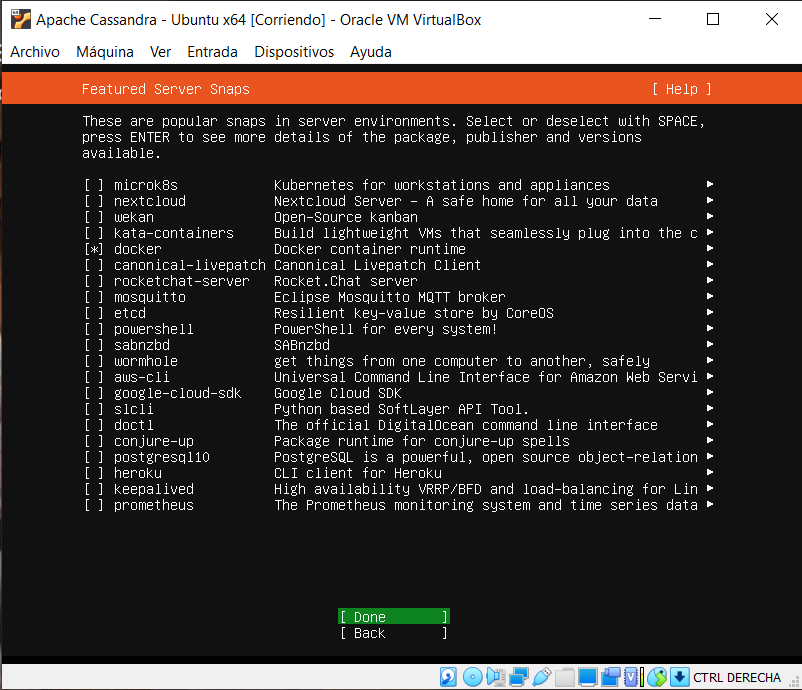 Apache Cassandra - Ubuntu x64 [Corriendo] - Oracle VM VirtualBox
Archivo Máquina Ver Entrada Dispositivos Ayuda
Featured Server Snaps [ Help ]
These are popular snaps in server environments. Select or deselect with SPACE,
press ENTER to see more details of the package, publisher and versions
available.
[ ] microk8s Kubernetes for workstations and appliances ▸
[ ] nextcloud Nextcloud Server - A safe home for all your data ▸
[ ] wekan Open-Source kanban ▸
[ ] kata-containers Build lightweight VMs that seamlessly plug into the c ▸
[*] docker Docker container runtime ▸
[ ] canonical-livepatch Canonical Livepatch Client ▸
[ ] rocketchat-server Rocket.Chat server ▸
[ ] mosquitto Eclipse Mosquitto MQTT broker ▸
[ ] etcd Resilient key-value store by CoreOS ▸
[ ] powershell PowerShell for every system! ▸
[ ] sabnzbd SABnzbd ▸
[ ] wormhole get things from one computer to another, safely ▸
[ ] aws-cli Universal Command Line Interface for Amazon Web Servi ▸
[ ] google-cloud-sdk Google Cloud SDK ▸
[ ] slcli Python based SoftLayer API Tool. ▸
[ ] doctl The official DigitalOcean command line interface ▸
[ ] conjure-up Package runtime for conjure-up spells ▸
[ ] postgresql10 PostgreSQL is a powerful, open source object-relation ▸
[ ] heroku CLI client for Heroku ▸
[ ] keepalived High availability VRRP/BFD and load-balancing for Lin ▸
[ ] prometheus The Prometheus monitoring system and time series data ▸
[ Done ]
[ Back ]
CTRL DERECHA